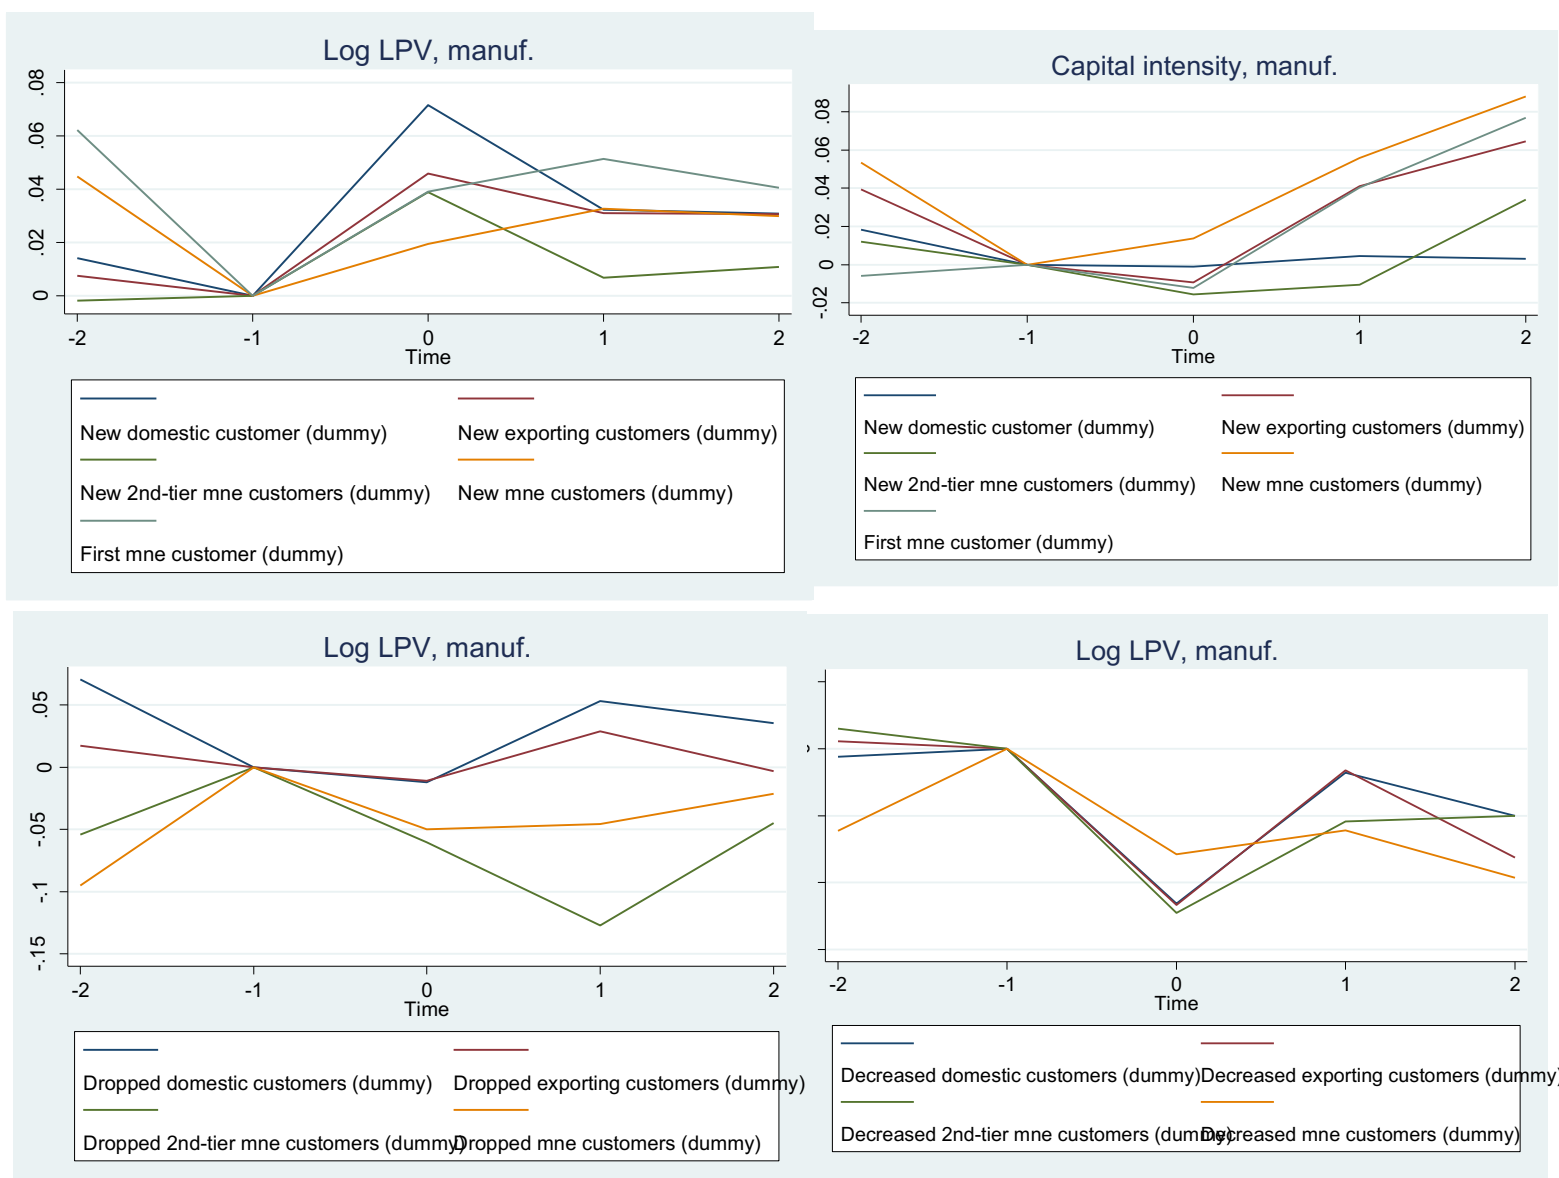 Log LPV, manuf.
.08
.06
.04
.02
0
-2 -1 0 1 2
Time
New domestic customer (dummy) New exporting customers (dummy)
New 2nd-tier mne customers (dummy) New mne customers (dummy)
First mne customer (dummy)
Capital intensity, manuf.
.08
.06
.04
.02
0
-.02
-2 -1 0 1 2
Time
New domestic customer (dummy) New exporting customers (dummy)
New 2nd-tier mne customers (dummy) New mne customers (dummy)
First mne customer (dummy)
Log LPV, manuf.
.05
0
-.05
-.1
-.15
-2 -1 0 1 2
Time
Dropped domestic customers (dummy) Dropped exporting customers (dummy)
Dropped 2nd-tier mne customers (dummy) Dropped mne customers (dummy)
Log LPV, manuf.
-2 -1 0 1 2
Time
Decreased domestic customers (dummy) Decreased exporting customers (dummy)
Decreased 2nd-tier mne customers (dummy) Decreased mne customers (dummy)